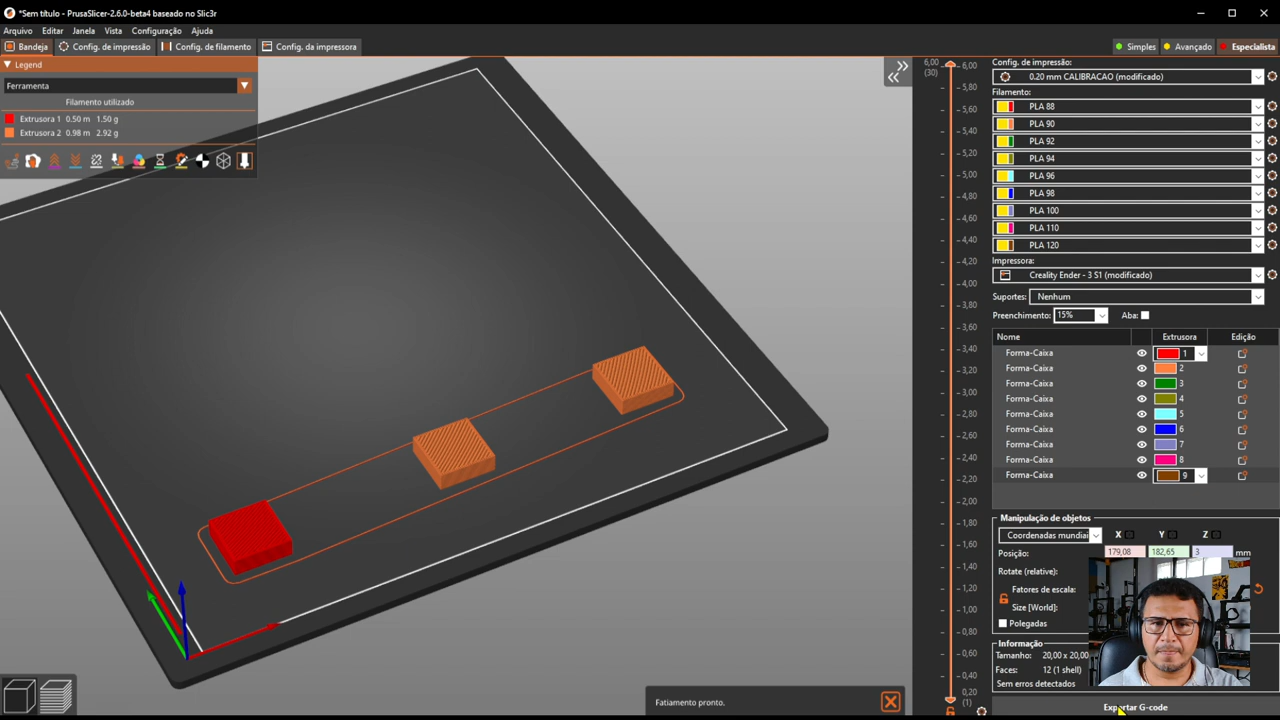 *Sem título - PrusaSlicer-2.6.0-beta4 baseado no Slic3r
Arquivo Editar Janela Vista Configuração Ajuda
Bandeja Config. de impressão Config. de filamento Config. da impressora
Simples Avançado Especialista
Legend
Ferramenta
Filamento utilizado
Extrusora 1 0.50 m 1.50 g
Extrusora 2 0.98 m 2.92 g
6,00
(30)
6,00
5,80
5,60
5,40
5,20
5,00
4,80
4,60
4,40
4,20
4,00
3,80
3,60
3,40
3,20
3,00
2,80
2,60
2,40
2,20
2,00
1,80
1,60
1,40
1,20
1,00
0,80
0,60
0,40
0,20
(1)
Config. de impressão:
0.20 mm CALIBRACAO (modificado)
Filamento:
PLA 88
PLA 90
PLA 92
PLA 94
PLA 96
PLA 98
PLA 100
PLA 110
PLA 120
Impressora:
Creality Ender - 3 S1 (modificado)
Suportes: Nenhum
Preenchimento: 15% Aba:
Nome Extrusora Edição
Forma-Caixa 1
Forma-Caixa 2
Forma-Caixa 3
Forma-Caixa 4
Forma-Caixa 5
Forma-Caixa 6
Forma-Caixa 7
Forma-Caixa 8
Forma-Caixa 9
Manipulação de objetos
Coordenadas mundiai X Y Z
Posição: 179,08 182,65 3 mm
Rotate (relative):
Fatores de escala:
Size [World]:
Polegadas
Informação
Tamanho: 20,00 x 20,00
Faces: 12 (1 shell)
Sem erros detectados
Fatiamento pronto.
Exportar G-code